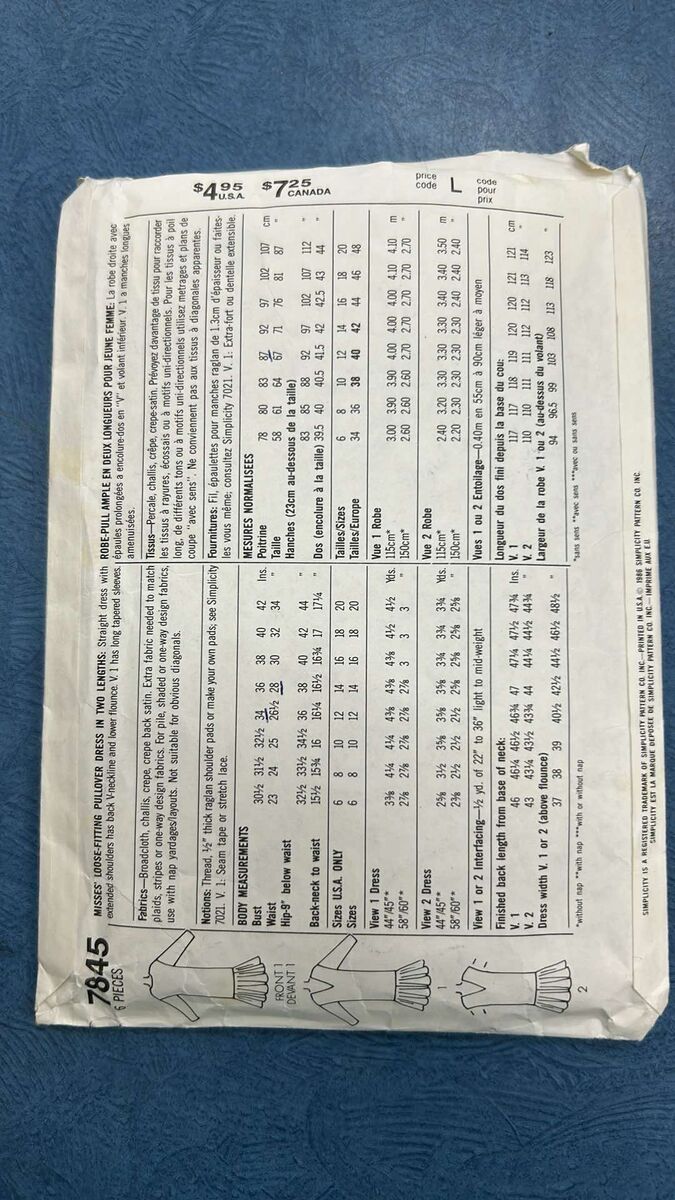 7845
6 PIECES
MISSES' LOOSE-FITTING PULLOVER DRESS IN TWO LENGTHS: Straight dress with
extended shoulders has back V-neckline and lower flounce. V. 1 has long tapered sleeves.
Fabrics—Broadcloth, challis, crepe, crepe back satin. Extra fabric needed to match
plaids, stripes or one-way design fabrics. For pile, shaded or one-way design fabrics,
use with nap yardages/layouts. Not suitable for obvious diagonals.
Notions: Thread, ½" thick raglan shoulder pads or make your own pads; see Simplicity
7021. V. 1: Seam tape or stretch lace.
BODY MEASUREMENTS
Bust 30½ 31½ 32½ 34 36 38 40 42 Ins.
Waist 23 24 25 26½ 28 30 32 34 "
Hip-9" below waist
32½ 33½ 34½ 36 38 40 42 44 "
Back-neck to waist 15½ 15¾ 16 16¼ 16½ 16¾ 17 17¼ "
Sizes U.S.A. ONLY 6 8 10 12 14 16 18 20
Sizes 6 8 10 12 14 16 18 20
View 1 Dress
44"/45"* 3⅜ 4¼ 4¼ 4⅜ 4⅜ 4⅜ 4½ 4½ Yds.
58"/60"* 2⅞ 2⅞ 2⅞ 2⅞ 2⅞ 3 3 3 "
View 2 Dress
44"/45"* 2⅝ 3½ 3⅝ 3⅝ 3⅝ 3¾ 3¾ 3¾ Yds.
58"/60"* 2⅜ 2½ 2½ 2½ 2⅝ 2⅝ 2⅝ 2⅝ "
View 1 or 2 Interfacing—½ yd. of 22" to 36" light to mid-weight
Finished back length from base of neck:
V. 1 46 46¼ 46½ 46¾ 47 47¼ 47½ 47¾ Ins.
V. 2 43 43¼ 43½ 43¾ 44 44¼ 44½ 44¾ "
Dress width V. 1 or 2 (above flounce)
37 38 39 40½ 42½ 44½ 46½ 48½ "
*without nap **with nap ***with or without nap
FRONT 1
DEVANT 1
1
2
$4.95 U.S.A.
$7.25 CANADA
price code
L
code pour prix
ROBE-PULL AMPLE EN DEUX LONGUEURS POUR JEUNE FEMME: La robe droite avec
épaules prolongées a encolure-dos en "V" et volant inférieur. V. 1 a manches longues
amenuisées.
Tissus—Percale, challis, crêpe, crepe-satin. Prévoyez davantage de tissu pour raccorder
les tissus à rayures, écossais ou à motifs uni-directionnels. Pour les tissus à poil
long, de différents tons ou à motifs uni-directionnels utilisez metrages et plans de
coupe "avec sens". Ne conviennent pas aux tissus à diagonales apparentes.
Fournitures: Fil, épaulettes pour manches raglan de 1.3cm d'épaisseur ou faites-
les vous même; consultez Simplicity 7021. V. 1: Extra-fort ou dentelle extensible.
MESURES NORMALISEES
Poitrine 78 80 83 87 92 97 102 107 cm
Taille 58 61 64 67 71 76 81 87 "
Hanches (23cm au-dessous de la taille)
83 85 88 92 97 102 107 112 "
Dos (encolure à la taille) 39.5 40 40.5 41.5 42 42.5 43 44 "
Tailles/Sizes 6 8 10 12 14 16 18 20
Tailles/Europe 34 36 38 40 42 44 46 48
Vue 1 Robe
115cm* 3.00 3.90 3.90 4.00 4.00 4.00 4.10 4.10 m
150cm* 2.60 2.60 2.60 2.70 2.70 2.70 2.70 2.70 "
Vue 2 Robe
115cm* 2.40 3.20 3.30 3.30 3.30 3.40 3.40 3.50 m
150cm* 2.20 2.30 2.30 2.30 2.30 2.40 2.40 2.40 "
Vues 1 ou 2 Entoilage—0.40m en 55cm à 90cm léger à moyen
Longueur du dos fini depuis la base du cou:
V. 1 117 117 118 119 120 120 121 121 cm
V. 2 110 110 111 111 112 112 113 114 "
Largeur de la robe V. 1 ou 2 (au-dessus du volant)
94 96.5 99 103 108 113 118 123 "
*sans sens **avec sens ***avec ou sans sens
SIMPLICITY IS A REGISTERED TRADEMARK OF SIMPLICITY PATTERN CO. INC.—PRINTED IN U.S.A. © 1986 SIMPLICITY PATTERN CO. INC.
SIMPLICITY EST LA MARQUE DEPOSEE DE SIMPLICITY PATTERN CO. INC.—IMPRIME AUX E.U.